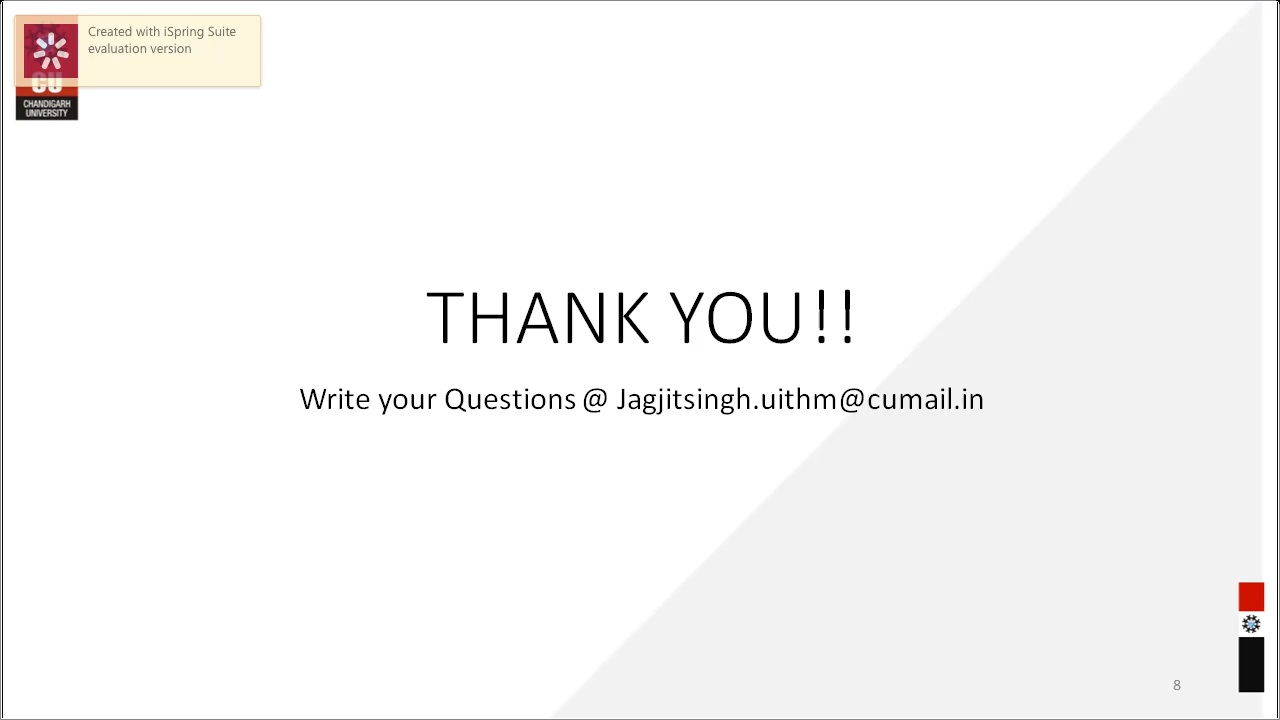 Created with iSpring Suite
evaluation version
CU
CHANDIGARH
UNIVERSITY
THANK YOU!!
Write your Questions @ Jagjitsingh.uithm@cumail.in
8